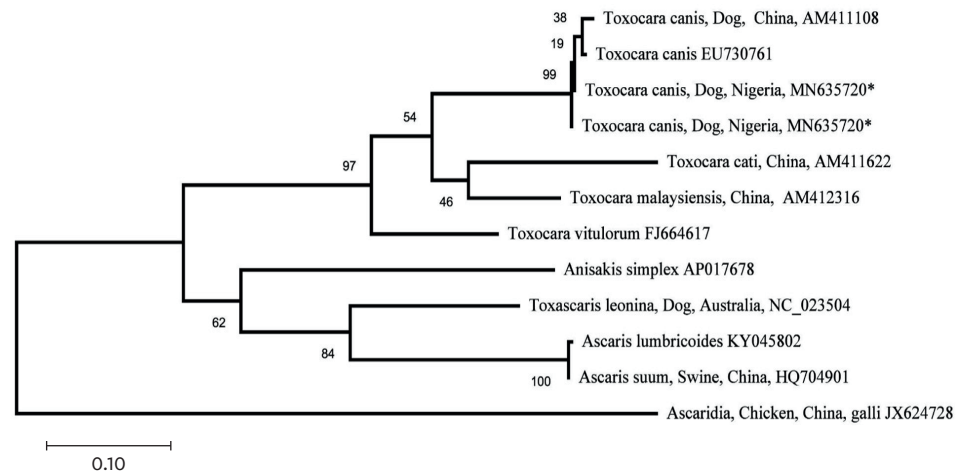 38
Toxocara canis, Dog, China, AM411108
19
Toxocara canis EU730761
99
Toxocara canis, Dog, Nigeria, MN635720*
54
Toxocara canis, Dog, Nigeria, MN635720*
97
Toxocara cati, China, AM411622
46
Toxocara malaysiensis, China, AM412316
Toxocara vitulorum FJ664617
Anisakis simplex AP017678
62
Toxascaris leonina, Dog, Australia, NC_023504
84
Ascaris lumbricoides KY045802
100
Ascaris suum, Swine, China, HQ704901
Ascaridia, Chicken, China, galli JX624728
0.10